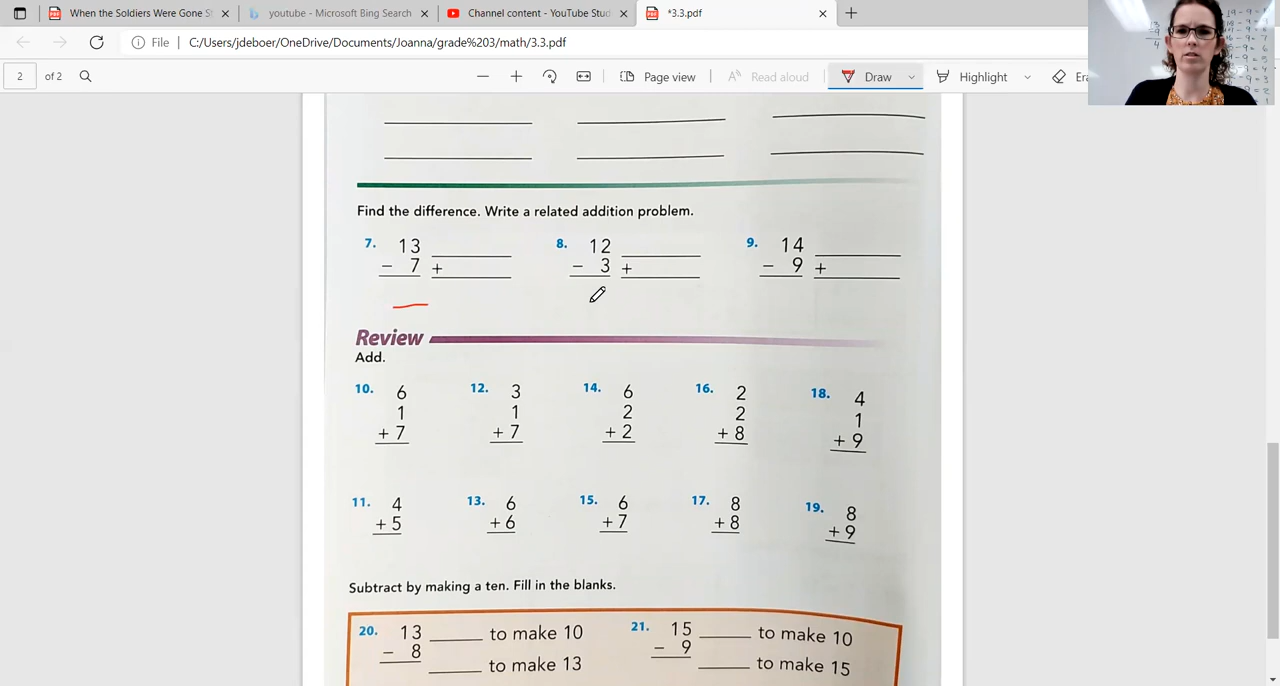 When the Soldiers Were Gone S
youtube - Microsoft Bing Search
Channel content - YouTube Stud
*3.3.pdf
File
C:/Users/jdeboer/OneDrive/Documents/Joanna/grade%203/math/3.3.pdf
2 of 2
Page view
Read aloud
Draw
Highlight
Era
Find the difference. Write a related addition problem.
7. 13 8. 12 9. 14
− 7 + − 3 + − 9 +
Review
Add.
10. 6 12. 3 14. 6 16. 2 18. 4
1 1 2 2 1
+ 7 + 7 + 2 + 8 + 9
11. 4 13. 6 15. 6 17. 8 19. 8
+ 5 + 6 + 7 + 8 + 9
Subtract by making a ten. Fill in the blanks.
20. 13 _____ to make 10 21. 15 _____ to make 10
− 8 _____ to make 13 − 9 _____ to make 15